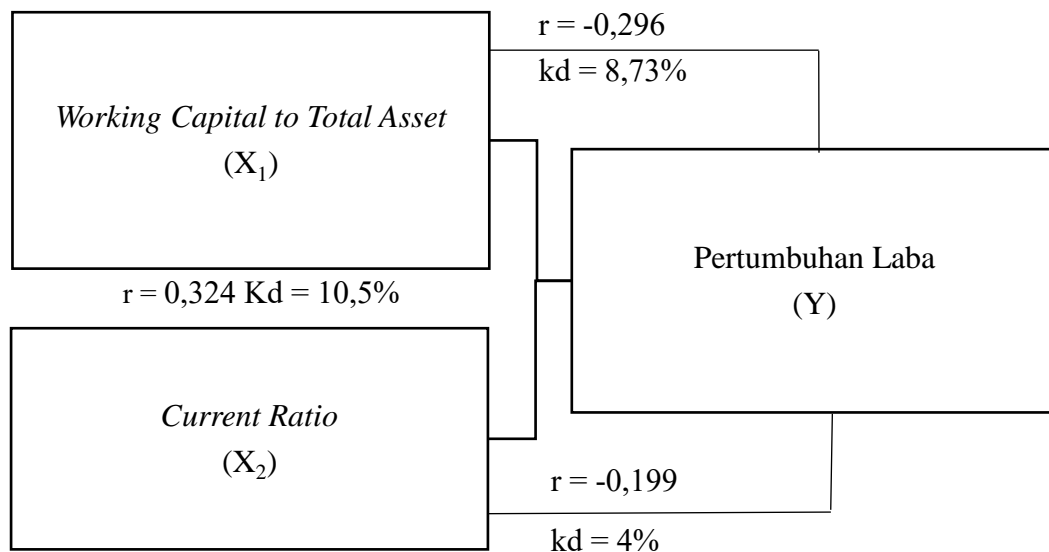 r = -0,296
kd = 8,73%
Working Capital to Total Asset
(X₁)
Pertumbuhan Laba
(Y)
r = 0,324 Kd = 10,5%
Current Ratio
(X₂)
r = -0,199
kd = 4%